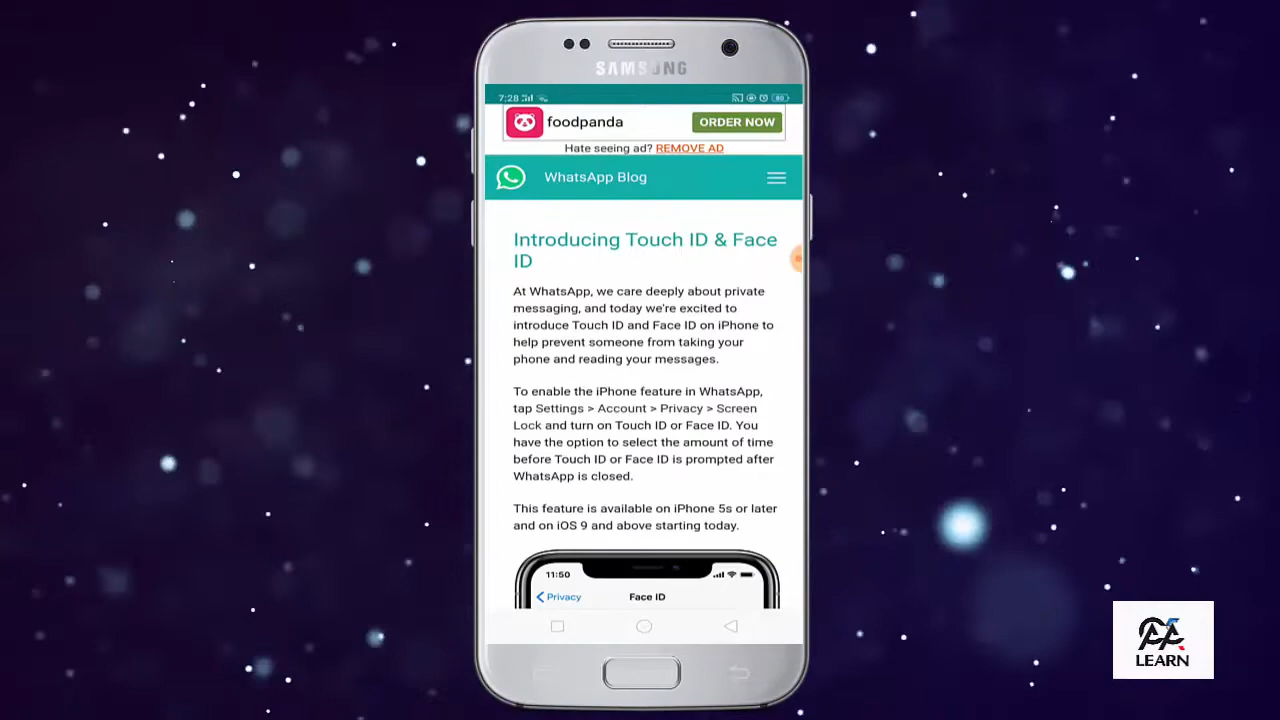 SAMSUNG
7:28
foodpanda
ORDER NOW
Hate seeing ad? REMOVE AD
WhatsApp Blog
Introducing Touch ID & Face
ID
At WhatsApp, we care deeply about private
messaging, and today we're excited to
introduce Touch ID and Face ID on iPhone to
help prevent someone from taking your
phone and reading your messages.
To enable the iPhone feature in WhatsApp,
tap Settings > Account > Privacy > Screen
Lock and turn on Touch ID or Face ID. You
have the option to select the amount of time
before Touch ID or Face ID is prompted after
WhatsApp is closed.
This feature is available on iPhone 5s or later
and on iOS 9 and above starting today.
11:50
Privacy
Face ID
LEARN